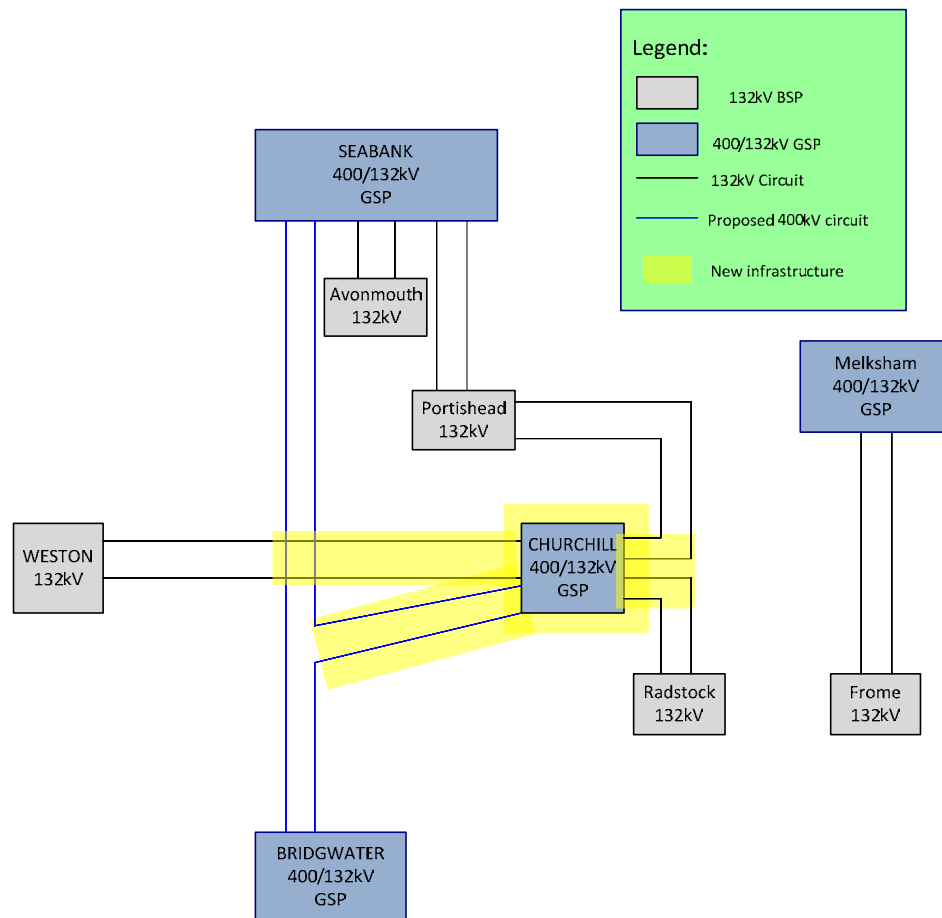 Legend:
132kV BSP
400/132kV GSP
132kV Circuit
Proposed 400kV circuit
New infrastructure
SEABANK
400/132kV
GSP
Avonmouth
132kV
Melksham
400/132kV
GSP
Portishead
132kV
WESTON
132kV
CHURCHILL
400/132kV
GSP
Radstock
132kV
Frome
132kV
BRIDGWATER
400/132kV
GSP